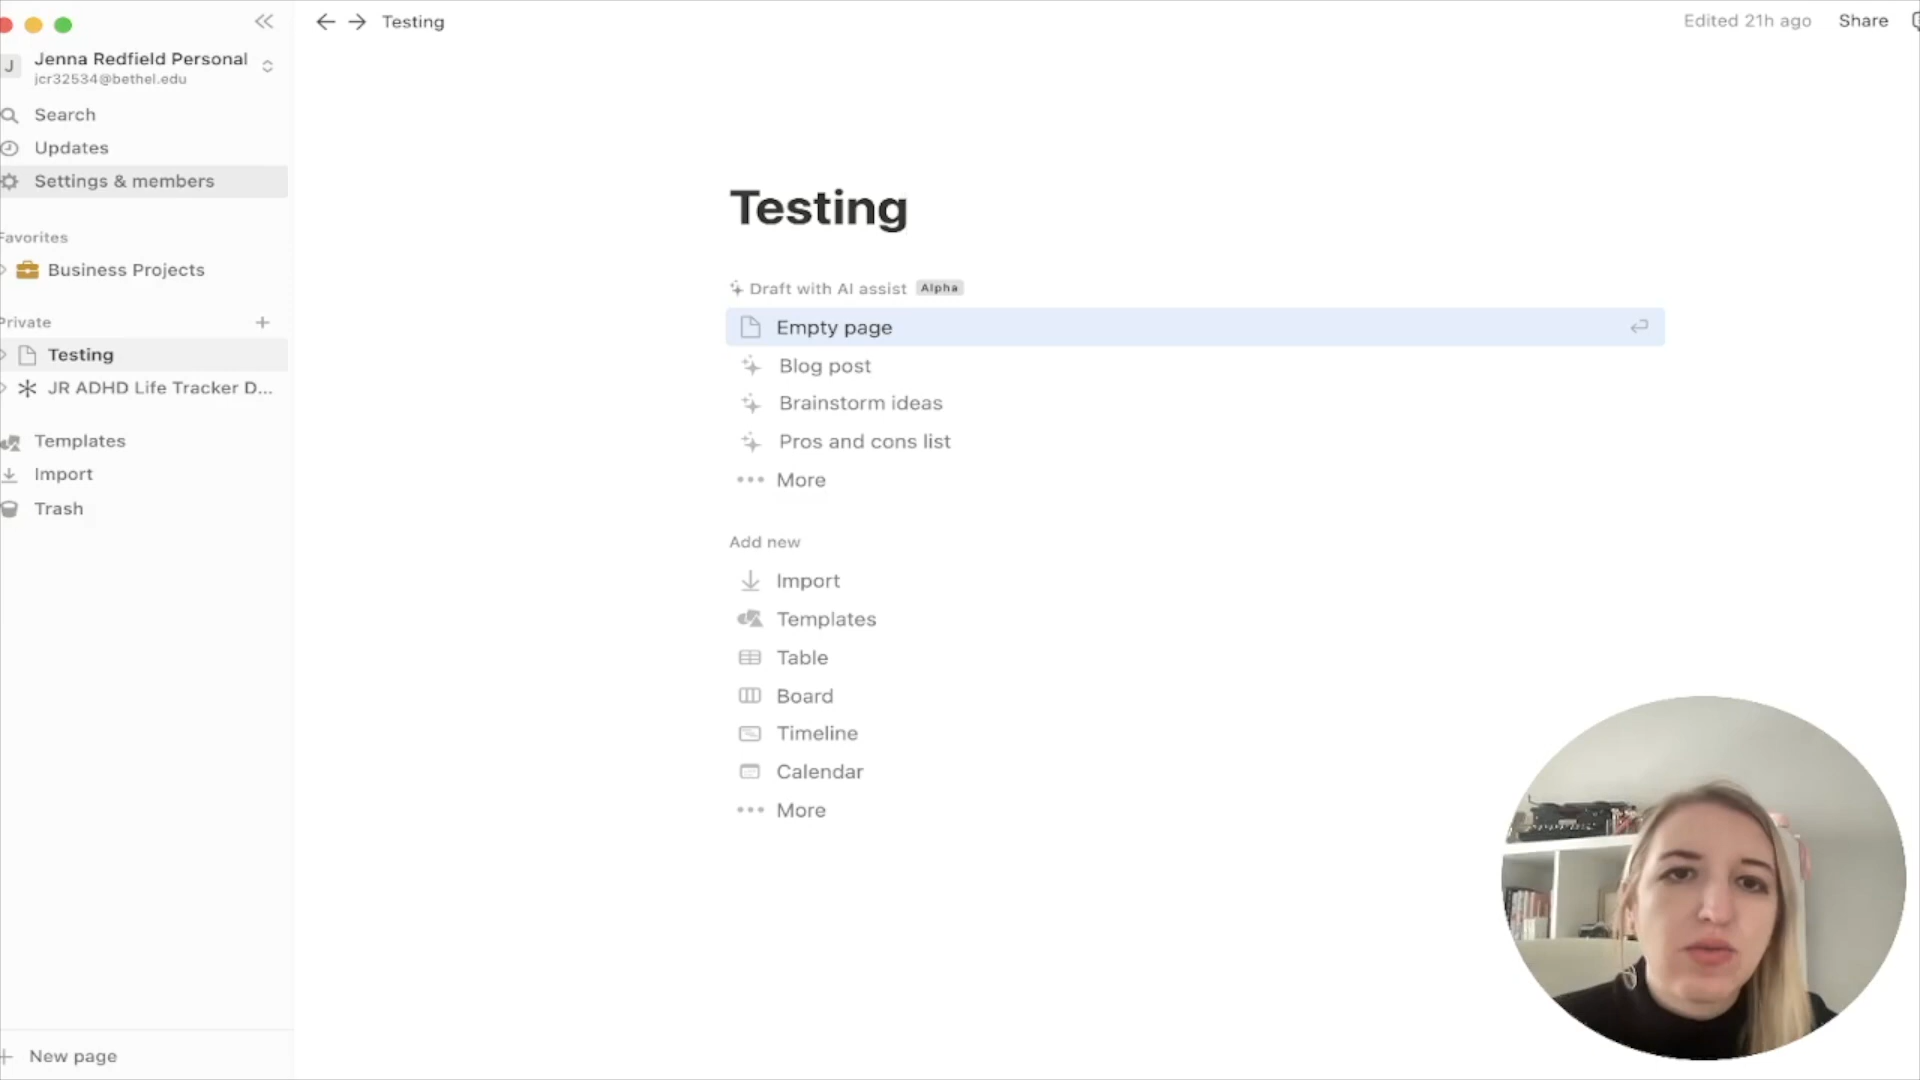 Testing
Edited 21h ago
Share
J
Jenna Redfield Personal
jcr32534@bethel.edu
Search
Updates
Settings & members
Favorites
Business Projects
Private
Testing
JR ADHD Life Tracker D...
Templates
Import
Trash
New page
Testing
Draft with AI assist Alpha
Empty page
Blog post
Brainstorm ideas
Pros and cons list
More
Add new
Import
Templates
Table
Board
Timeline
Calendar
More